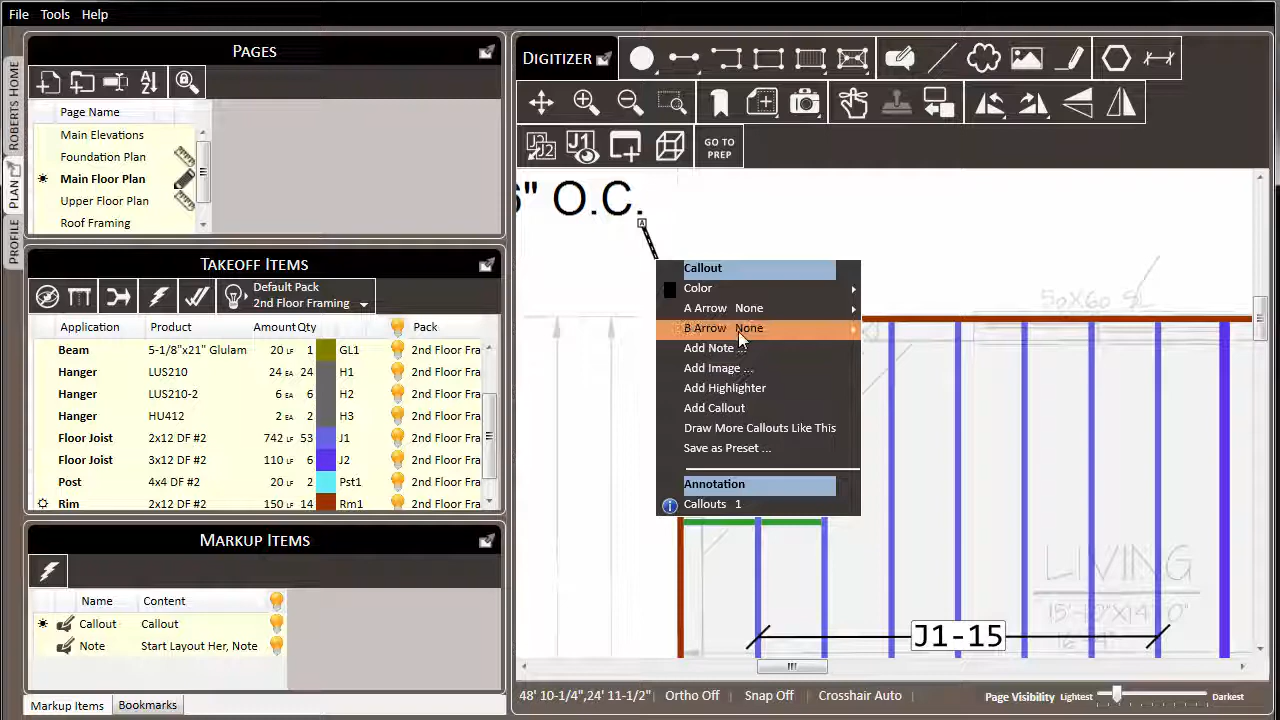 File Tools Help
PAGES
Page Name
Main Elevations
Foundation Plan
Main Floor Plan
Upper Floor Plan
Roof Framing
ROBERTS HOME
PLAN
PROFILE
TAKEOFF ITEMS
Default Pack
2nd Floor Framing
Application Product Amount Qty Pack
Beam 5-1/8"x21" Glulam 20 LF 1 GL1 2nd Floor Fra
Hanger LUS210 24 EA 24 H1 2nd Floor Fra
Hanger LUS210-2 6 EA 6 H2 2nd Floor Fra
Hanger HU412 2 EA 2 H3 2nd Floor Fra
Floor Joist 2x12 DF #2 742 LF 53 J1 2nd Floor Fra
Floor Joist 3x12 DF #2 110 LF 6 J2 2nd Floor Fra
Post 4x4 DF #2 20 LF 2 Pst1 2nd Floor Fra
Rim 2x12 DF #2 150 LF 14 Rm1 2nd Floor Fra
MARKUP ITEMS
Name Content
Callout Callout
Note Start Layout Her, Note
Markup Items Bookmarks
DIGITIZER
J1
GO TO
PREP
6" O.C.
A
Callout
Color
A Arrow None
B Arrow None
Add Note ...
Add Image ...
Add Highlighter
Add Callout
Draw More Callouts Like This
Save as Preset ...
Annotation
Callouts 1
50X60 SL
LIVING
J1-15
48' 10-1/4",24' 11-1/2" Ortho Off Snap Off Crosshair Auto Page Visibility Lightest Darkest